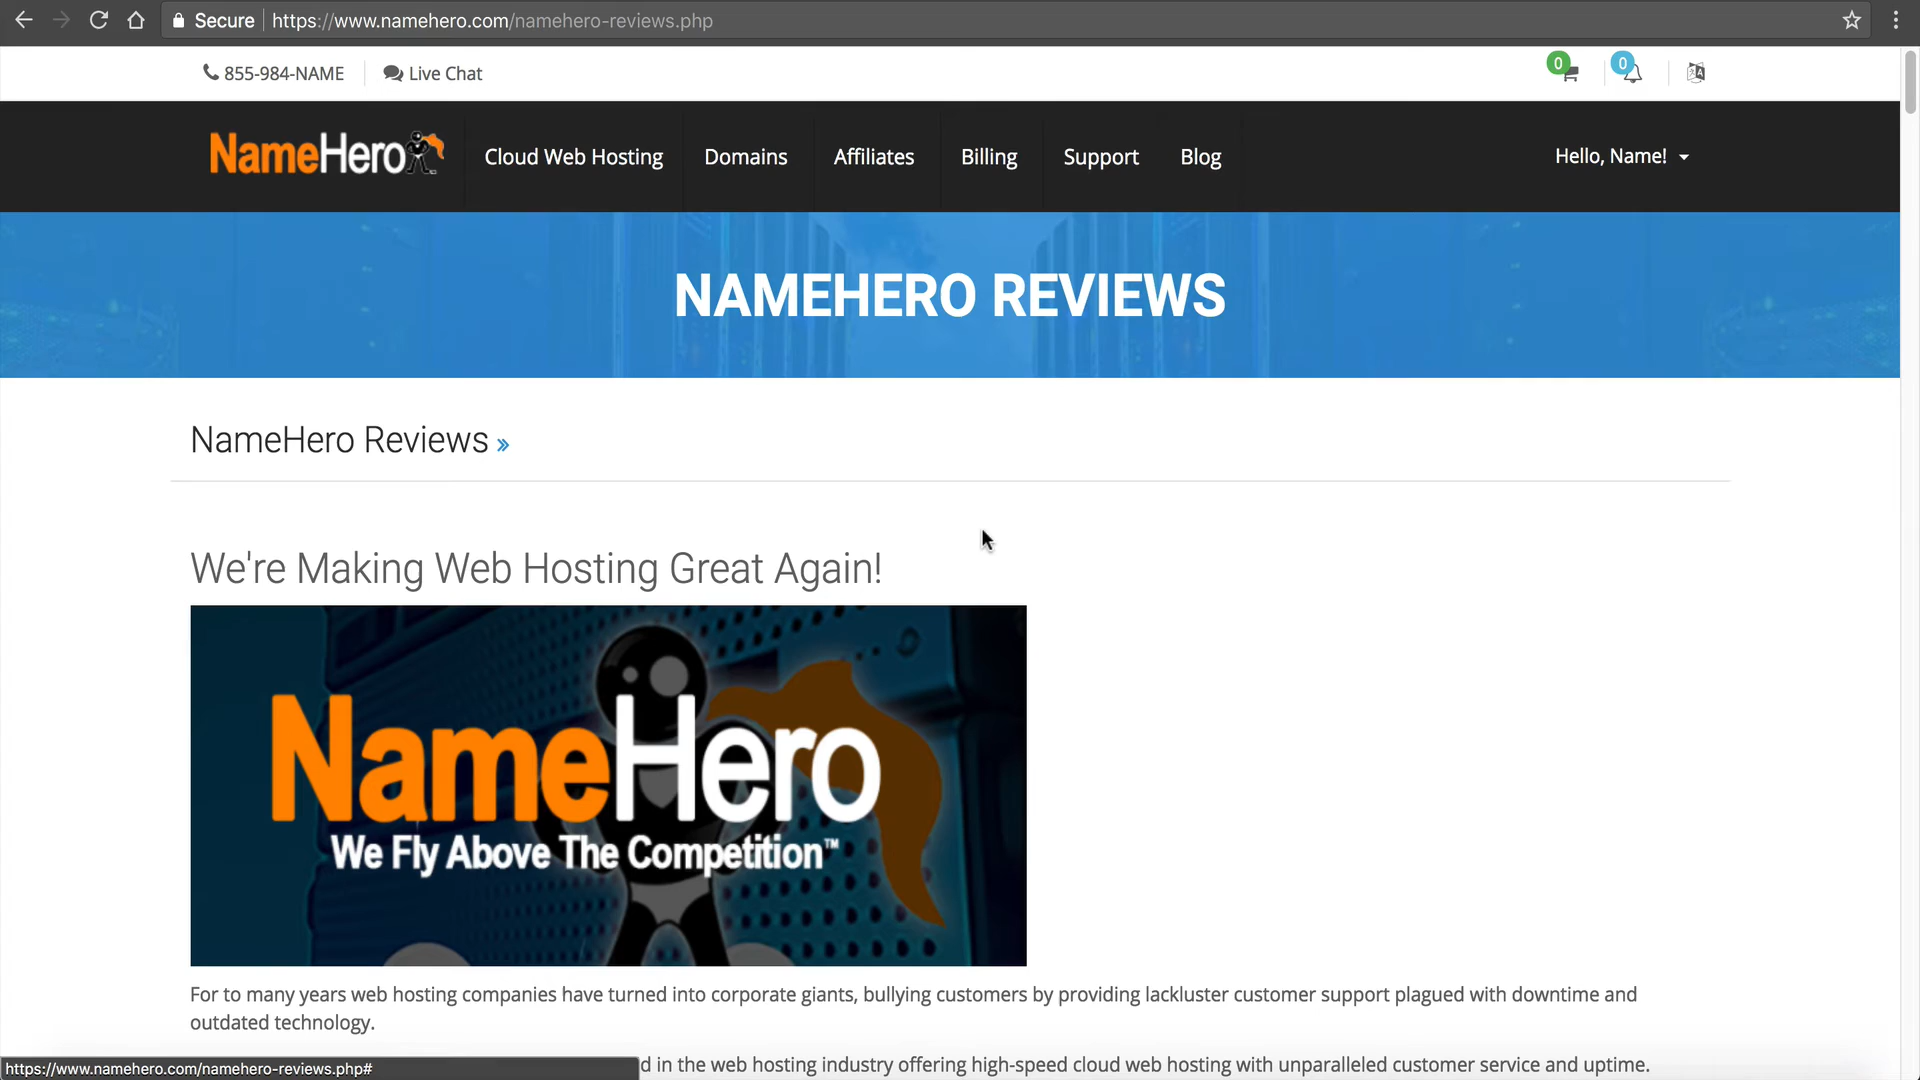 Secure https://www.namehero.com/namehero-reviews.php
855-984-NAME Live Chat 0 0
NameHero Cloud Web Hosting Domains Affiliates Billing Support Blog Hello, Name!
NAMEHERO REVIEWS
NameHero Reviews »
We're Making Web Hosting Great Again!
NameHero
We Fly Above The Competition™
For to many years web hosting companies have turned into corporate giants, bullying customers by providing lackluster customer support plagued with downtime and
outdated technology.
d in the web hosting industry offering high-speed cloud web hosting with unparalleled customer service and uptime.
https://www.namehero.com/namehero-reviews.php#